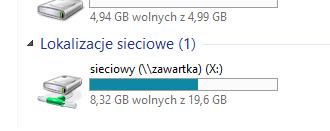 4,94 GB wolnych z 4,99 GB
Lokalizacje sieciowe (1)
sieciowy (\\zawartka) (X:)
8,32 GB wolnych z 19,6 GB